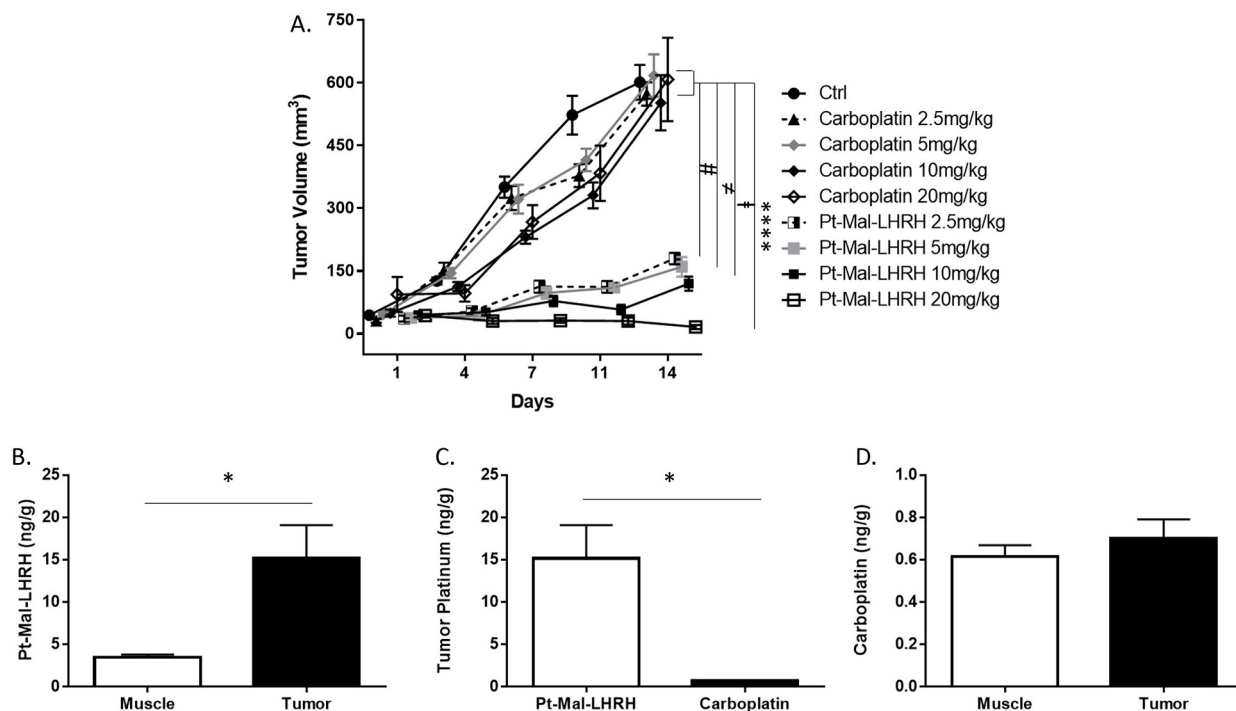 A.
Tumor Volume (mm³)
750
600
450
300
150
0
1 4 7 11 14
Days
Ctrl
Carboplatin 2.5mg/kg
Carboplatin 5mg/kg
Carboplatin 10mg/kg
Carboplatin 20mg/kg
Pt-Mal-LHRH 2.5mg/kg
Pt-Mal-LHRH 5mg/kg
Pt-Mal-LHRH 10mg/kg
Pt-Mal-LHRH 20mg/kg
****
B.
Pt-Mal-LHRH (ng/g)
25
20
15
10
5
0
*
Muscle Tumor
C.
Tumor Platinum (ng/g)
25
20
15
10
5
0
*
Pt-Mal-LHRH Carboplatin
D.
Carboplatin (ng/g)
1.0
0.8
0.6
0.4
0.2
0.0
Muscle Tumor